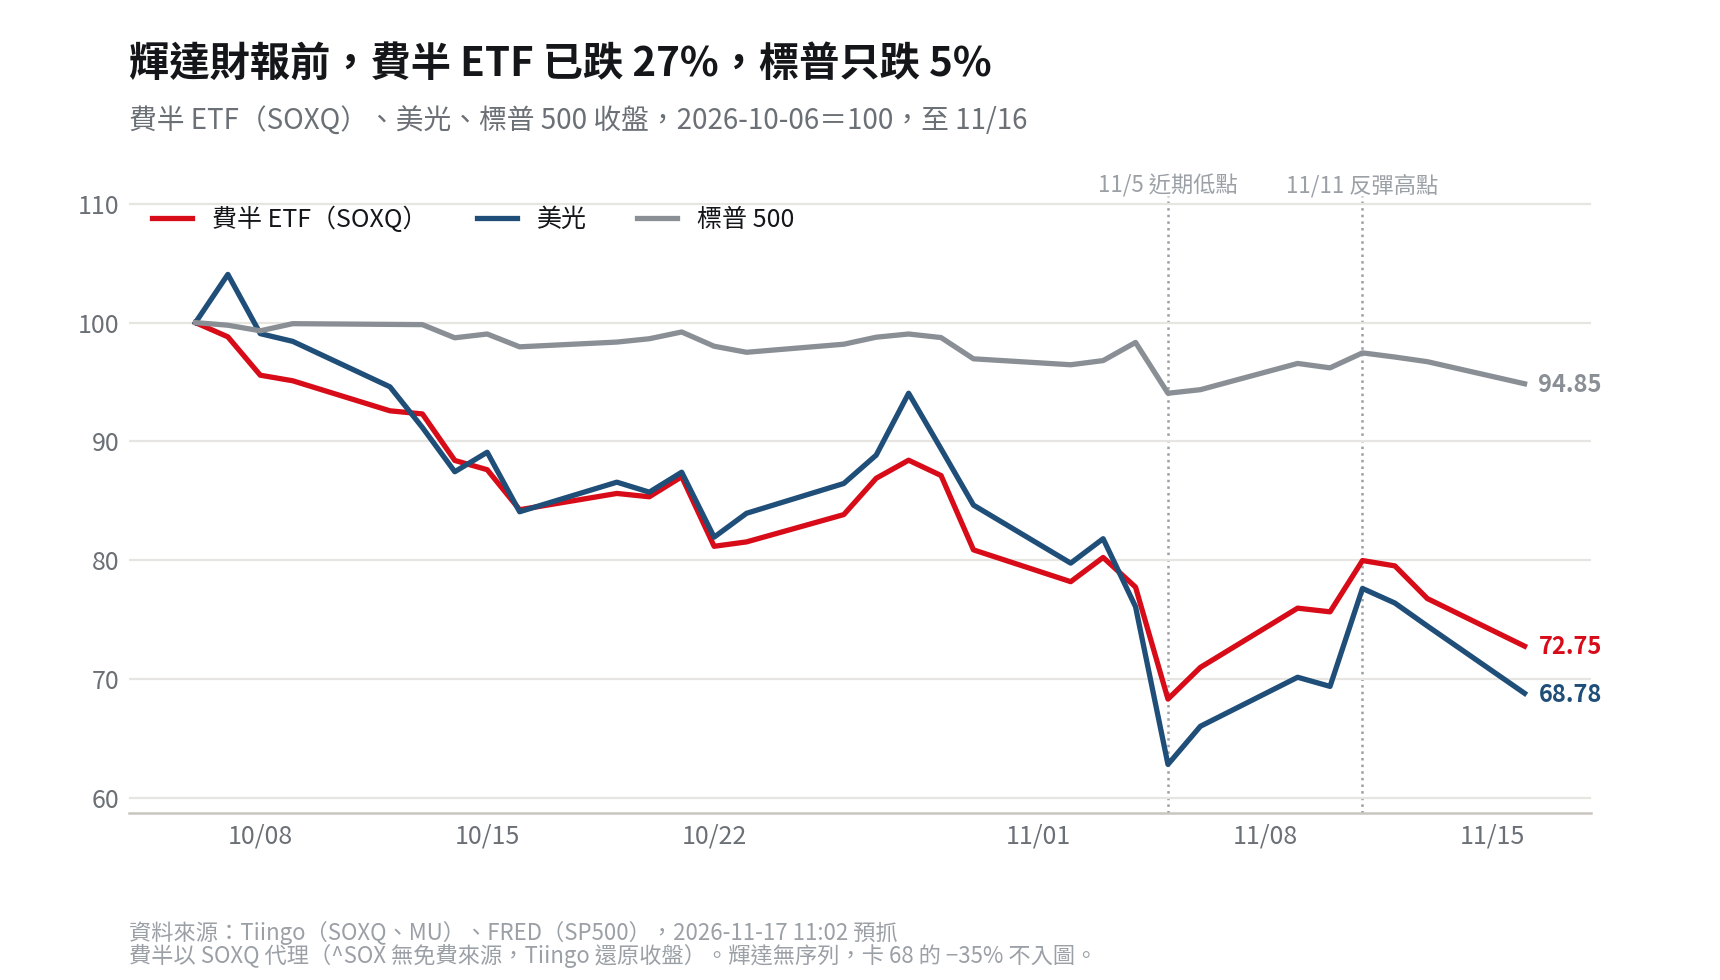 輝達財報前，費半 ETF 已跌 27%，標普只跌 5%
費半 ETF（SOXQ）、美光、標普 500 收盤，2026-10-06＝100，至 11/16
11/5 近期低點
11/11 反彈高點
110
費半 ETF（SOXQ）
美光
標普 500
100
94.85
90
80
72.75
70
68.78
60
10/08
10/15
10/22
11/01
11/08
11/15
資料來源：Tiingo（SOXQ、MU）、FRED（SP500），2026-11-17 11:02 預抓
費半以 SOXQ 代理（^SOX 無免費來源，Tiingo 還原收盤）。輝達無序列，卡 68 的 −35% 不入圖。